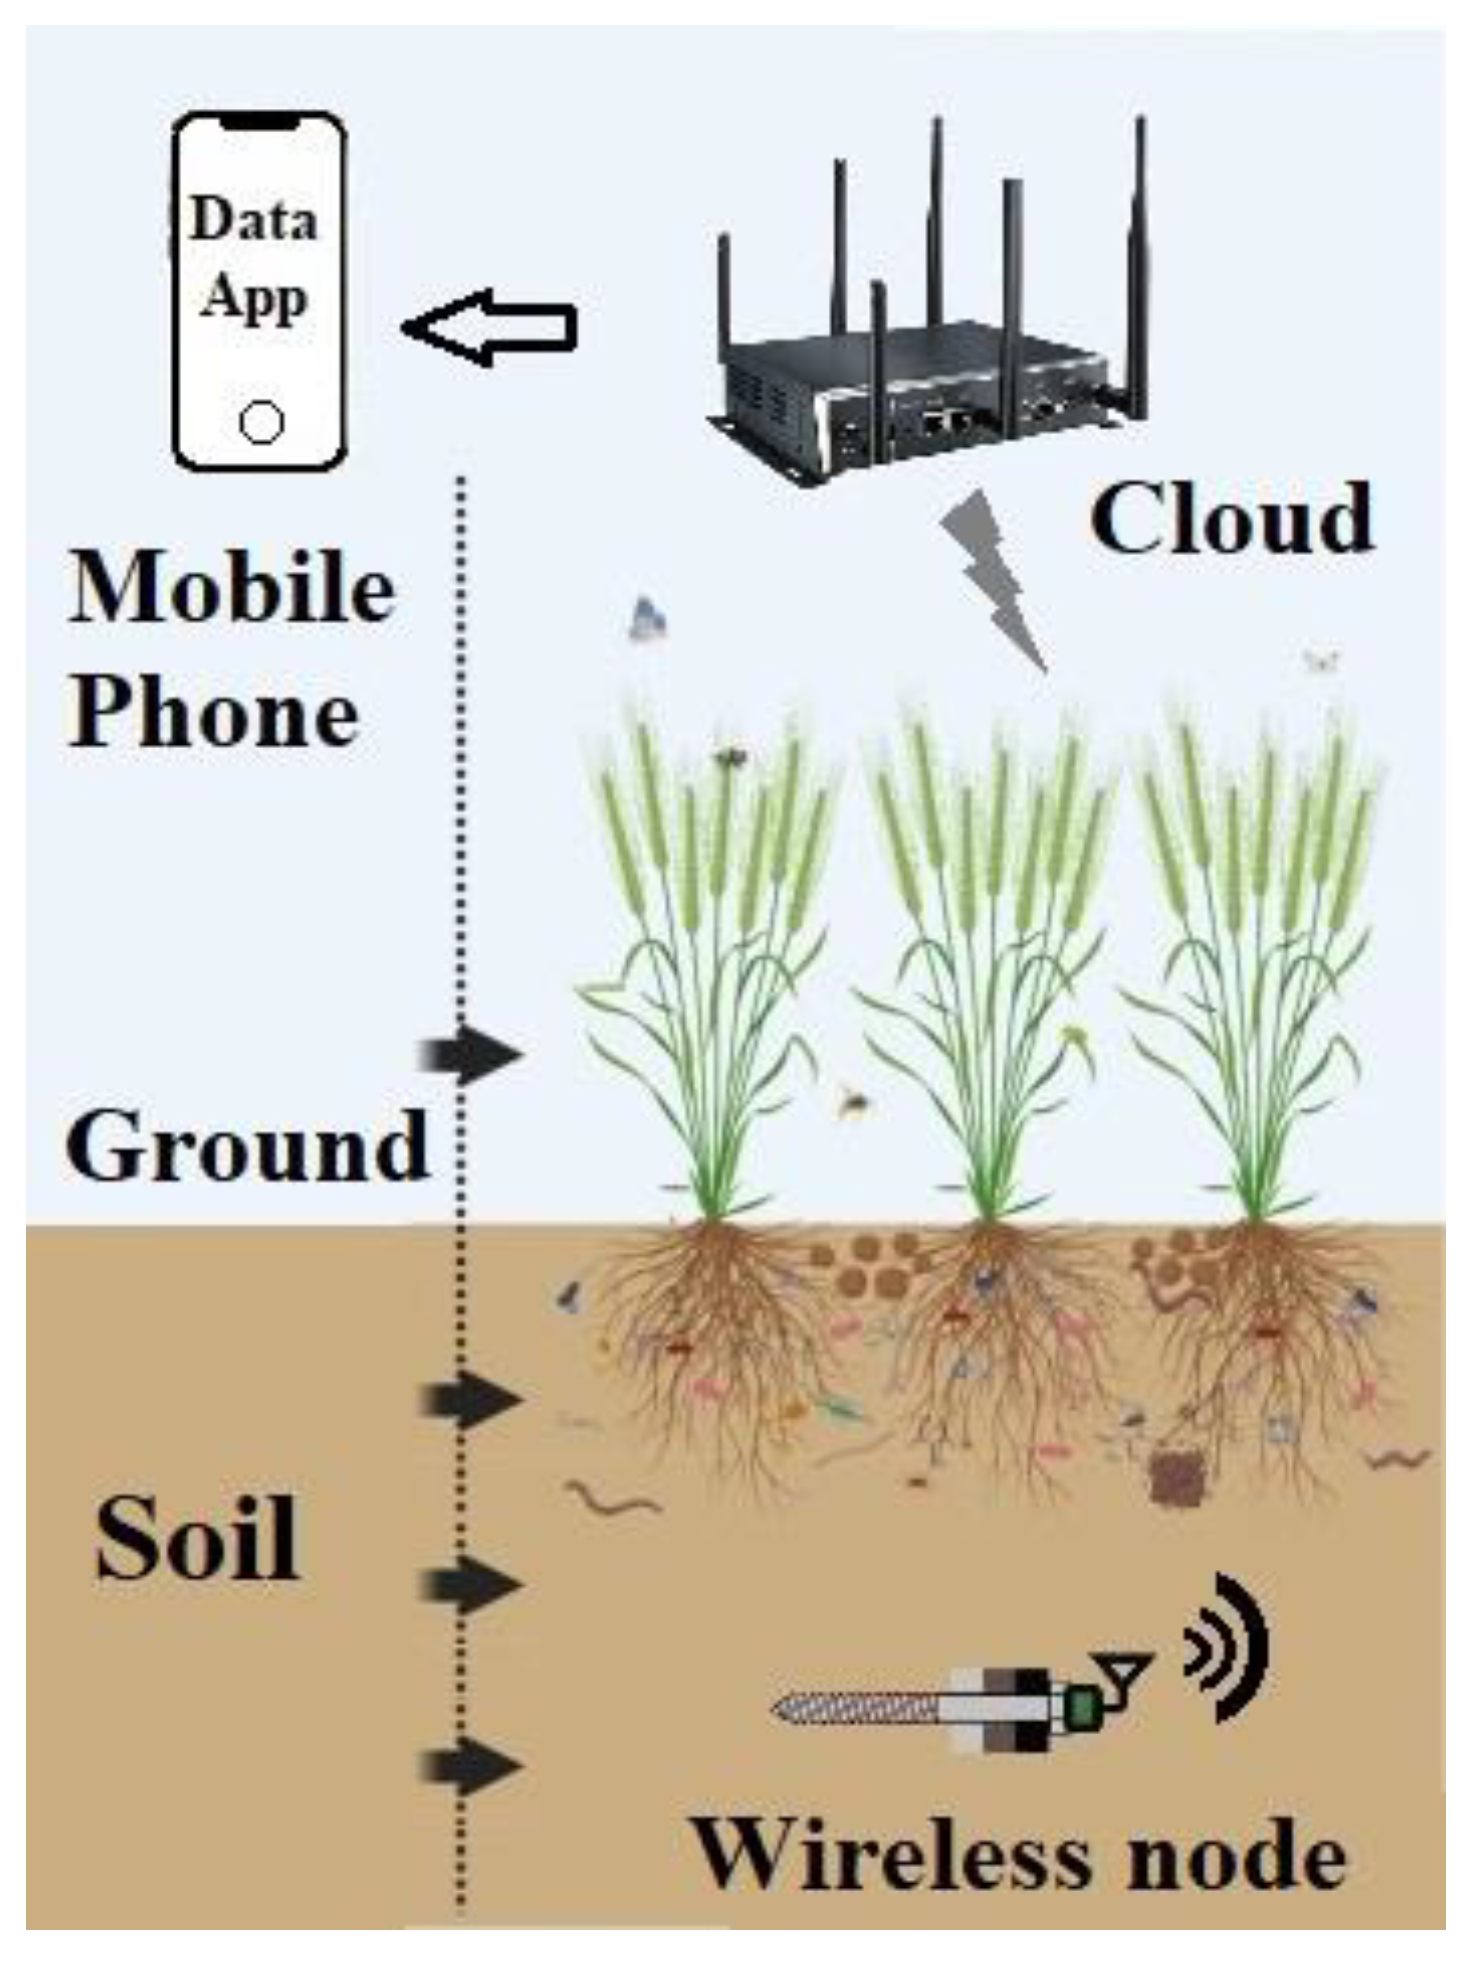 Data
App
Cloud
Mobile
Phone
Ground
Soil
Wireless node